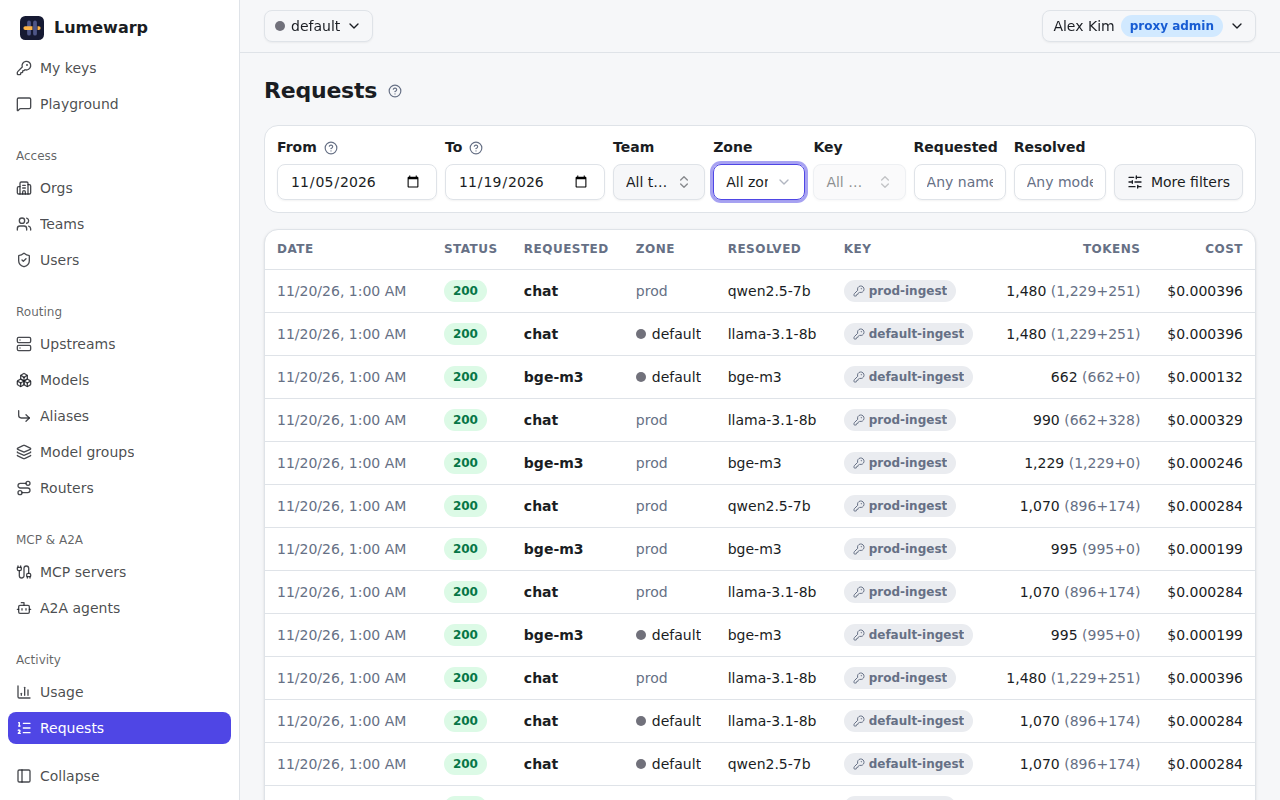 Lumewarp
My keys
Playground
Access
Orgs
Teams
Users
Routing
Upstreams
Models
Aliases
Model groups
Routers
MCP & A2A
MCP servers
A2A agents
Activity
Usage
Requests
Collapse
default
Alex Kim proxy admin
Requests
From To Team Zone Key Requested Resolved
11/05/2026 11/19/2026 All t... All zor All ... Any name Any mode More filters
DATE STATUS REQUESTED ZONE RESOLVED KEY TOKENS COST
11/20/26, 1:00 AM 200 chat prod qwen2.5-7b prod-ingest 1,480 (1,229+251) $0.000396
11/20/26, 1:00 AM 200 chat default llama-3.1-8b default-ingest 1,480 (1,229+251) $0.000396
11/20/26, 1:00 AM 200 bge-m3 default bge-m3 default-ingest 662 (662+0) $0.000132
11/20/26, 1:00 AM 200 chat prod llama-3.1-8b prod-ingest 990 (662+328) $0.000329
11/20/26, 1:00 AM 200 bge-m3 prod bge-m3 prod-ingest 1,229 (1,229+0) $0.000246
11/20/26, 1:00 AM 200 chat prod qwen2.5-7b prod-ingest 1,070 (896+174) $0.000284
11/20/26, 1:00 AM 200 bge-m3 prod bge-m3 prod-ingest 995 (995+0) $0.000199
11/20/26, 1:00 AM 200 chat prod llama-3.1-8b prod-ingest 1,070 (896+174) $0.000284
11/20/26, 1:00 AM 200 bge-m3 default bge-m3 default-ingest 995 (995+0) $0.000199
11/20/26, 1:00 AM 200 chat prod llama-3.1-8b prod-ingest 1,480 (1,229+251) $0.000396
11/20/26, 1:00 AM 200 chat default llama-3.1-8b default-ingest 1,070 (896+174) $0.000284
11/20/26, 1:00 AM 200 chat default qwen2.5-7b default-ingest 1,070 (896+174) $0.000284